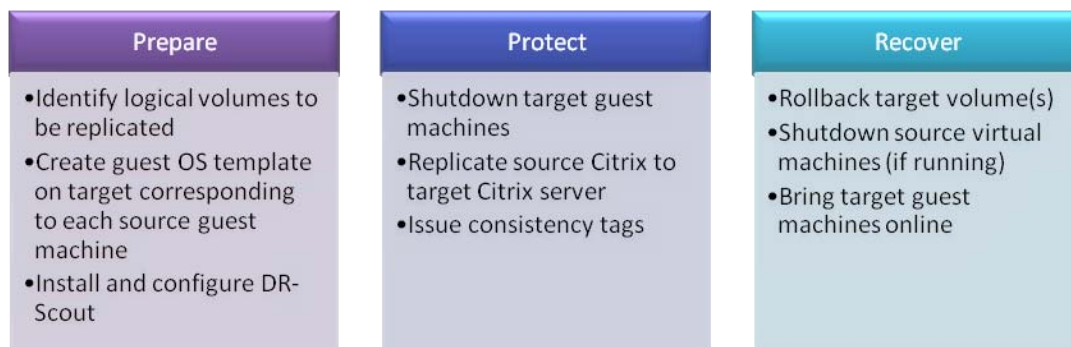 Prepare
•Identify logical volumes to
be replicated
•Create guest OS template
on target corresponding
to each source guest
machine
•Install and configure DR-
Scout
Protect
•Shutdown target guest
machines
•Replicate source Citrix to
target Citrix server
•Issue consistency tags
Recover
•Rollback target volume(s)
•Shutdown source virtual
machines (if running)
•Bring target guest
machines online